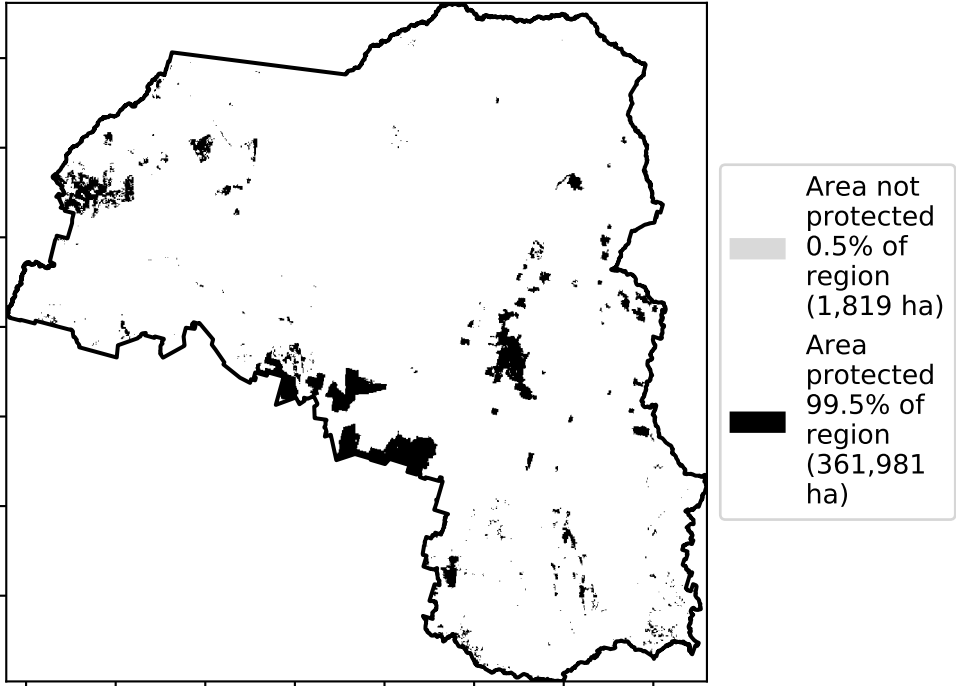 Area not
protected
0.5% of
region
(1,819 ha)
Area
protected
99.5% of
region
(361,981
ha)